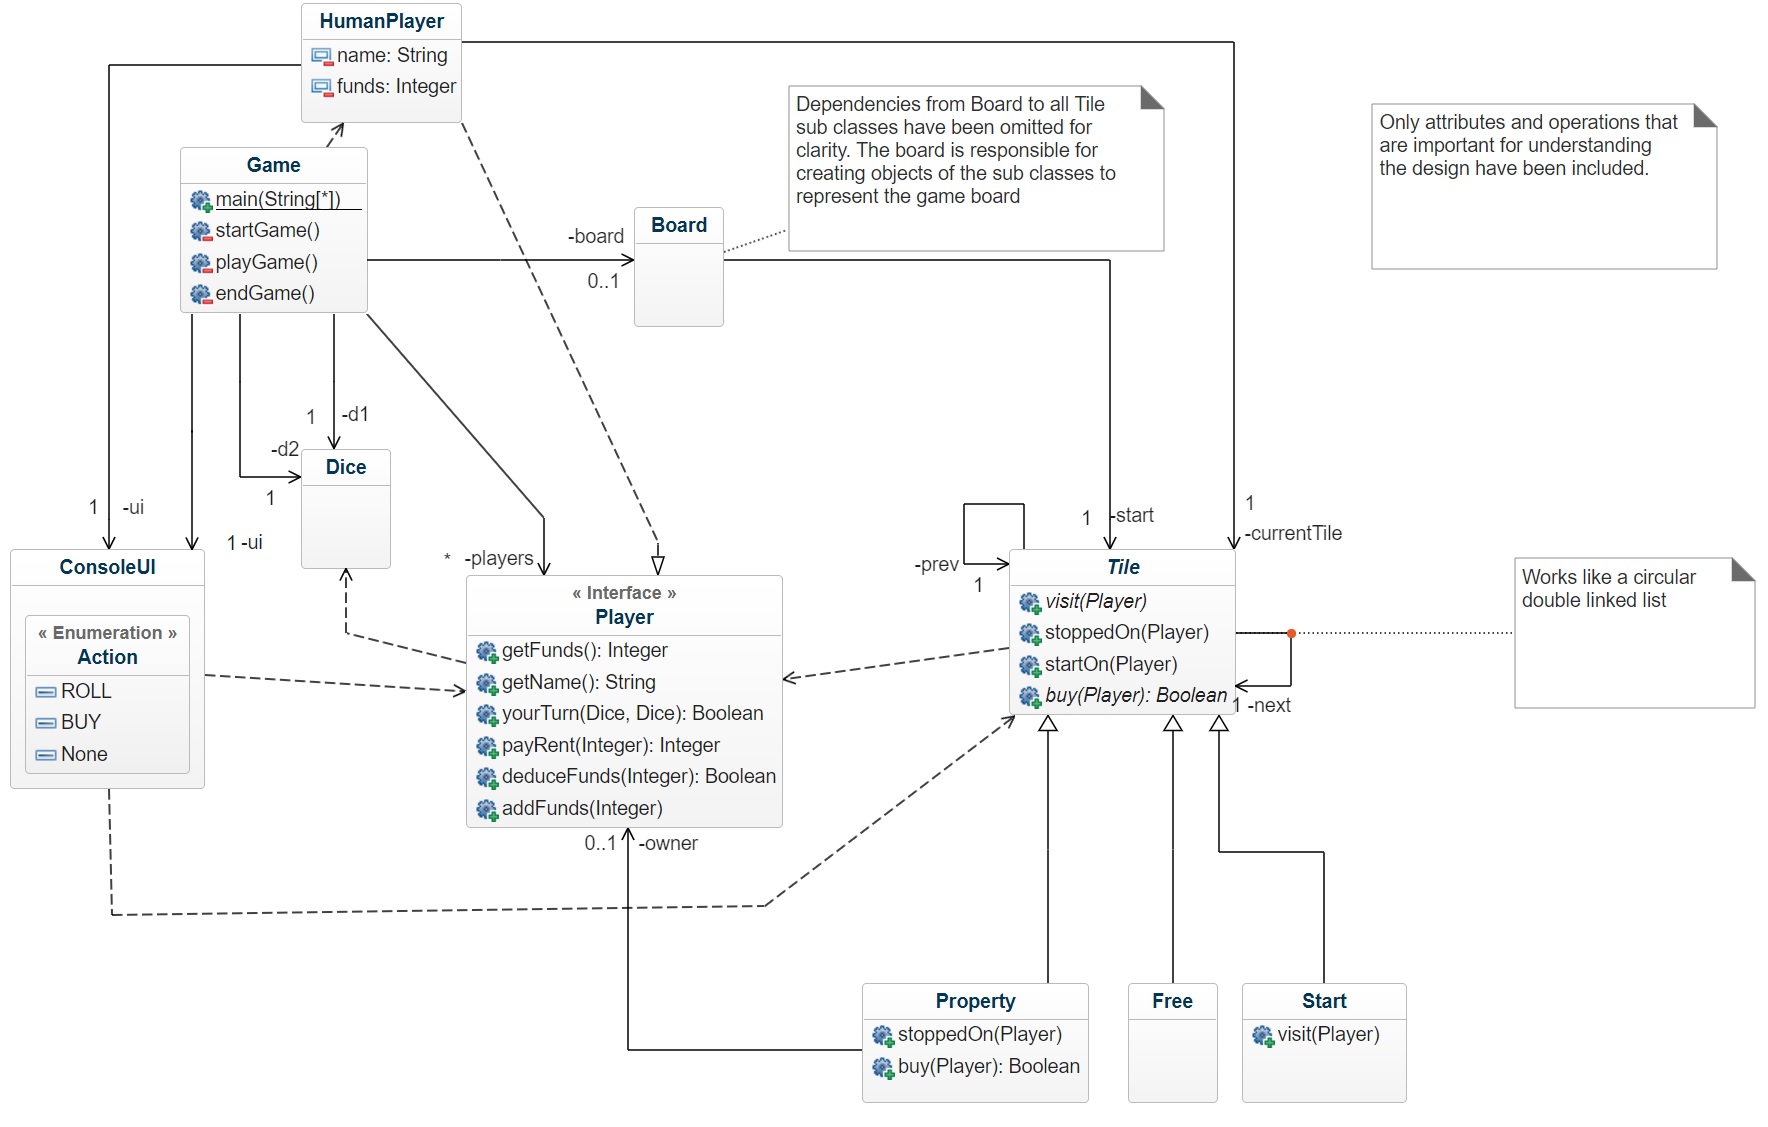 HumanPlayer
name: String
funds: Integer
Game
main(String[*])
startGame()
playGame()
endGame()
-board
0..1
Board
Dependencies from Board to all Tile
sub classes have been omitted for
clarity. The board is responsible for
creating objects of the sub classes to
represent the game board
Only attributes and operations that
are important for understanding
the design have been included.
1
-d1
-d2
1
Dice
1
-ui
1
-ui
*
-players
1
-start
1
-currentTile
-prev
1
ConsoleUI
« Enumeration »
Action
ROLL
BUY
None
« Interface »
Player
getFunds(): Integer
getName(): String
yourTurn(Dice, Dice): Boolean
payRent(Integer): Integer
deduceFunds(Integer): Boolean
addFunds(Integer)
0..1
-owner
Tile
visit(Player)
stoppedOn(Player)
startOn(Player)
buy(Player): Boolean
1
-next
Works like a circular
double linked list
Property
stoppedOn(Player)
buy(Player): Boolean
Free
Start
visit(Player)